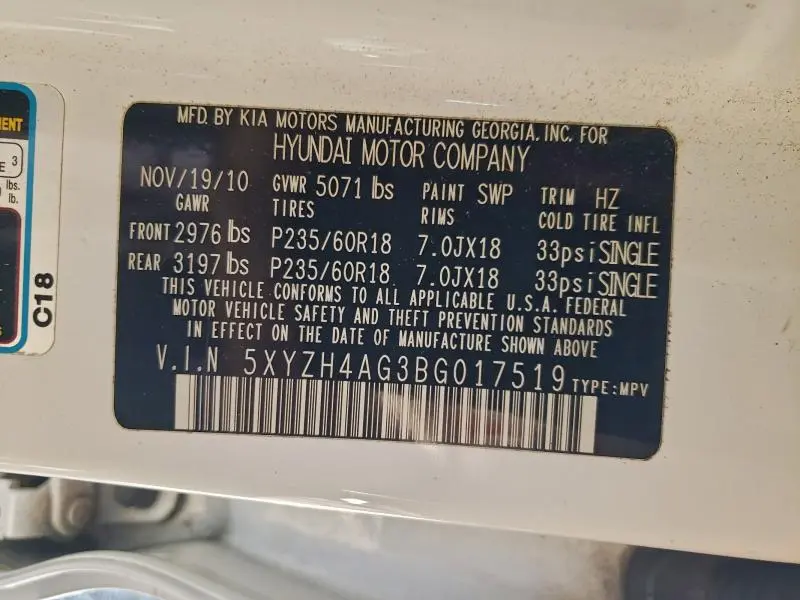 MFD. BY KIA MOTORS MANUFACTURING GEORGIA, INC. FOR
HYUNDAI MOTOR COMPANY
NOV/19/10 GVWR 5071 lbs PAINT SWP TRIM HZ
GAWR TIRES RIMS COLD TIRE INFL
FRONT 2976 lbs P235/60R18 7.0JX18 33psi SINGLE
REAR 3197 lbs P235/60R18 7.0JX18 33psi SINGLE
THIS VEHICLE CONFORMS TO ALL APPLICABLE U.S.A. FEDERAL
MOTOR VEHICLE SAFETY AND THEFT PREVENTION STANDARDS
IN EFFECT ON THE DATE OF MANUFACTURE SHOWN ABOVE
V.I.N 5XYZH4AG3BG017519 TYPE:MPV
3
lbs.
lb.
C18